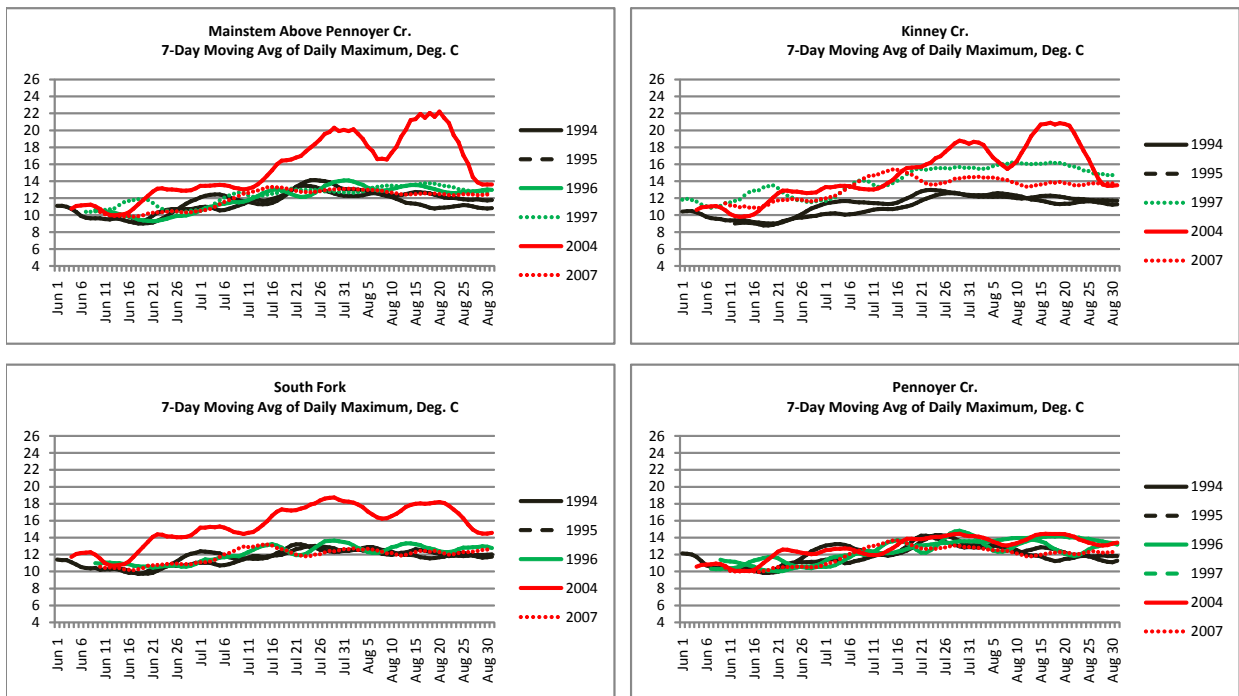 Mainstem Above Pennoyer Cr.
7-Day Moving Avg of Daily Maximum, Deg. C
26
24
22
20
18
16
14
12
10
8
6
4
Jun 1
Jun 6
Jun 11
Jun 16
Jun 21
Jun 26
Jul 1
Jul 6
Jul 11
Jul 16
Jul 21
Jul 26
Jul 31
Aug 5
Aug 10
Aug 15
Aug 20
Aug 25
Aug 30
1994
1995
1996
1997
2004
2007
Kinney Cr.
7-Day Moving Avg of Daily Maximum, Deg. C
26
24
22
20
18
16
14
12
10
8
6
4
Jun 1
Jun 6
Jun 11
Jun 16
Jun 21
Jun 26
Jul 1
Jul 6
Jul 11
Jul 16
Jul 21
Jul 26
Jul 31
Aug 5
Aug 10
Aug 15
Aug 20
Aug 25
Aug 30
1994
1995
1997
2004
2007
South Fork
7-Day Moving Avg of Daily Maximum, Deg. C
26
24
22
20
18
16
14
12
10
8
6
4
Jun 1
Jun 6
Jun 11
Jun 16
Jun 21
Jun 26
Jul 1
Jul 6
Jul 11
Jul 16
Jul 21
Jul 26
Jul 31
Aug 5
Aug 10
Aug 15
Aug 20
Aug 25
Aug 30
1994
1995
1996
2004
2007
Pennoyer Cr.
7-Day Moving Avg of Daily Maximum, Deg. C
26
24
22
20
18
16
14
12
10
8
6
4
Jun 1
Jun 6
Jun 11
Jun 16
Jun 21
Jun 26
Jul 1
Jul 6
Jul 11
Jul 16
Jul 21
Jul 26
Jul 31
Aug 5
Aug 10
Aug 15
Aug 20
Aug 25
Aug 30
1994
1995
1996
1997
2004
2007